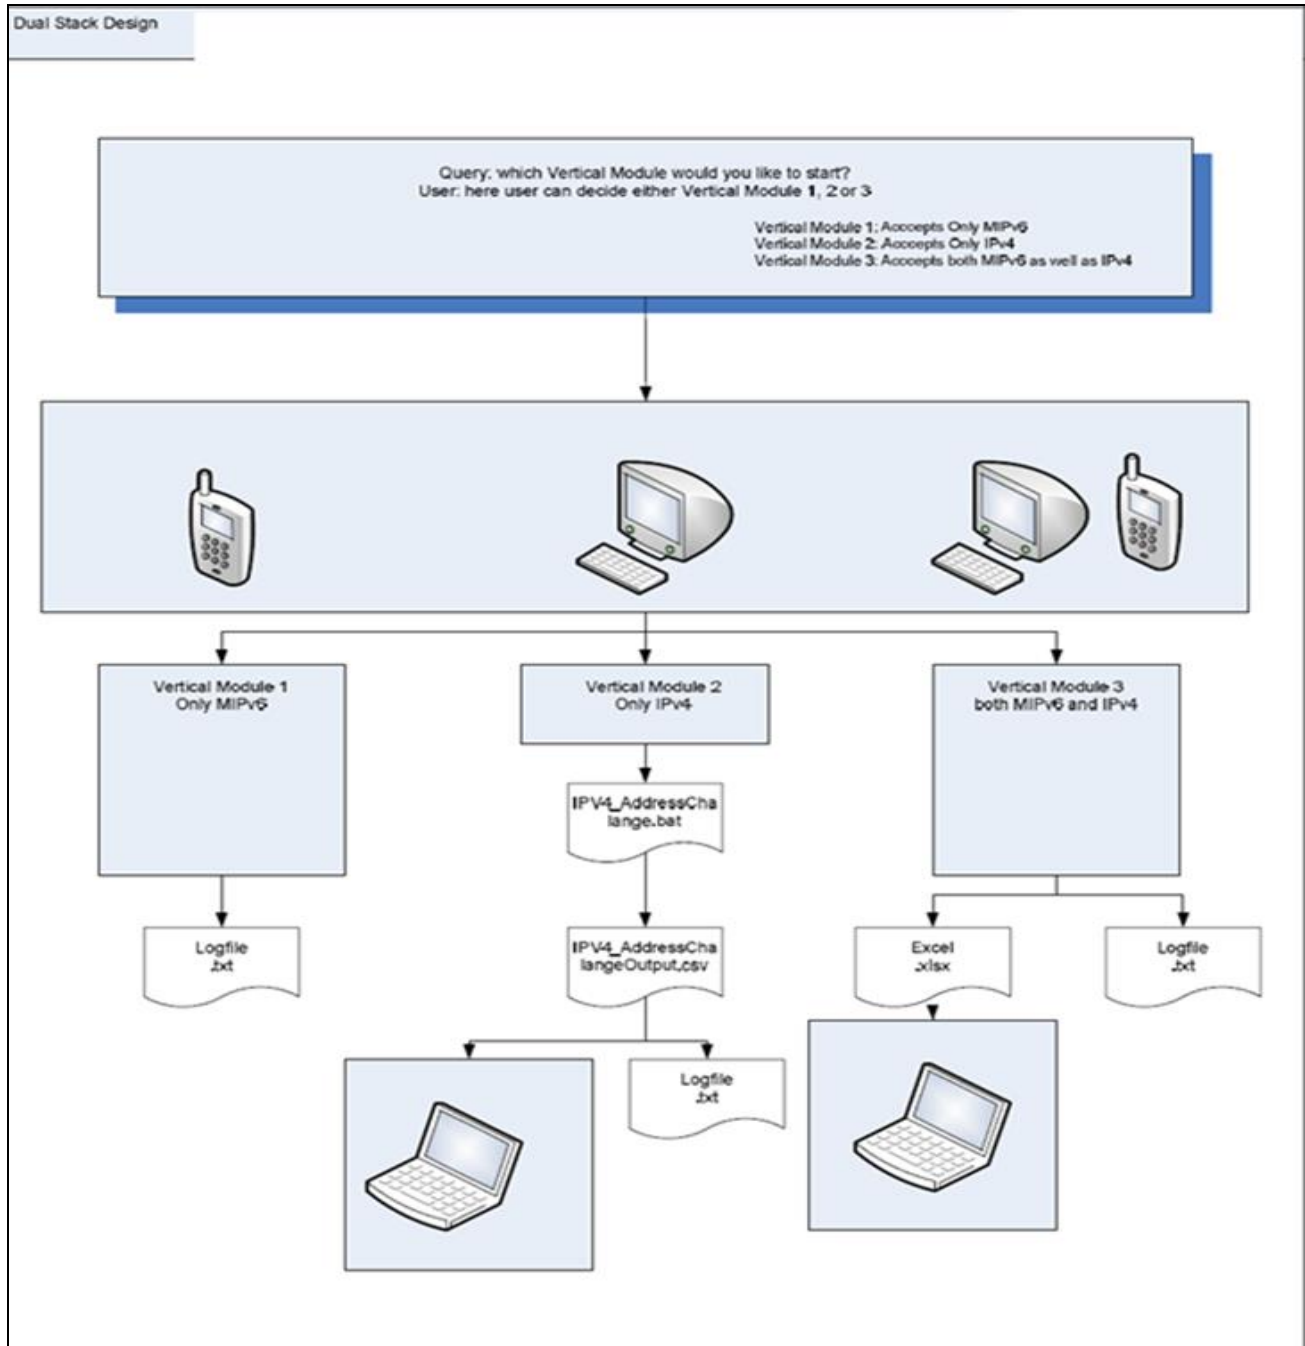 Dual Stack Design
Query: which Vertical Module would you like to start?
User: here user can decide either Vertical Module 1, 2 or 3
Vertical Module 1: Acccepts Only MIPv6
Vertical Module 2: Acccepts Only IPv4
Vertical Module 3: Acccepts both MIPv6 as well as IPv4
Vertical Module 1
Only MIPv6
Vertical Module 2
Only IPv4
Vertical Module 3
both MIPv6 and IPv4
IPV4_AddressCha
lange.bat
Logfile
.txt
IPV4_AddressCha
langeOutput.csv
Excel
.xlsx
Logfile
.txt
Logfile
.txt